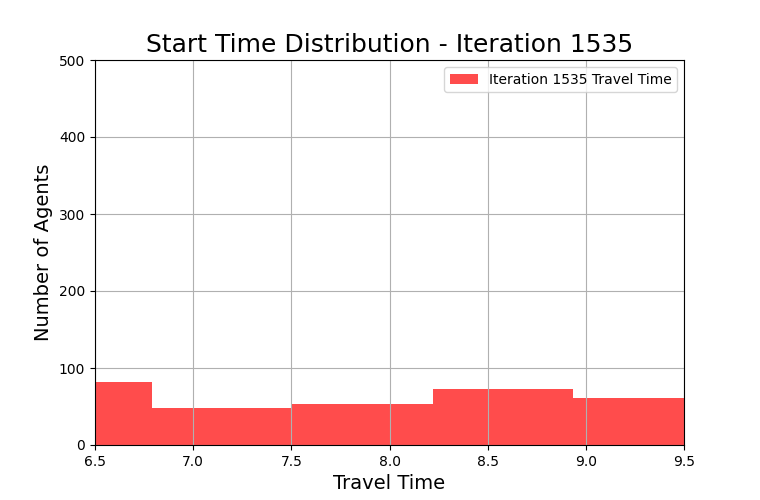 Start Time Distribution - Iteration 1535
Iteration 1535 Travel Time
Number of Agents
500
400
300
200
100
0
6.5 7.0 7.5 8.0 8.5 9.0 9.5
Travel Time